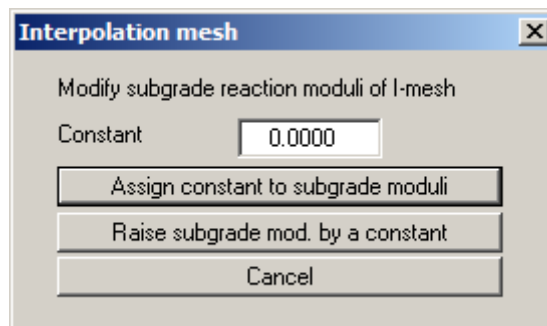 Interpolation mesh
Modify subgrade reaction moduli of I-mesh
Constant 0.0000
Assign constant to subgrade moduli
Raise subgrade mod. by a constant
Cancel